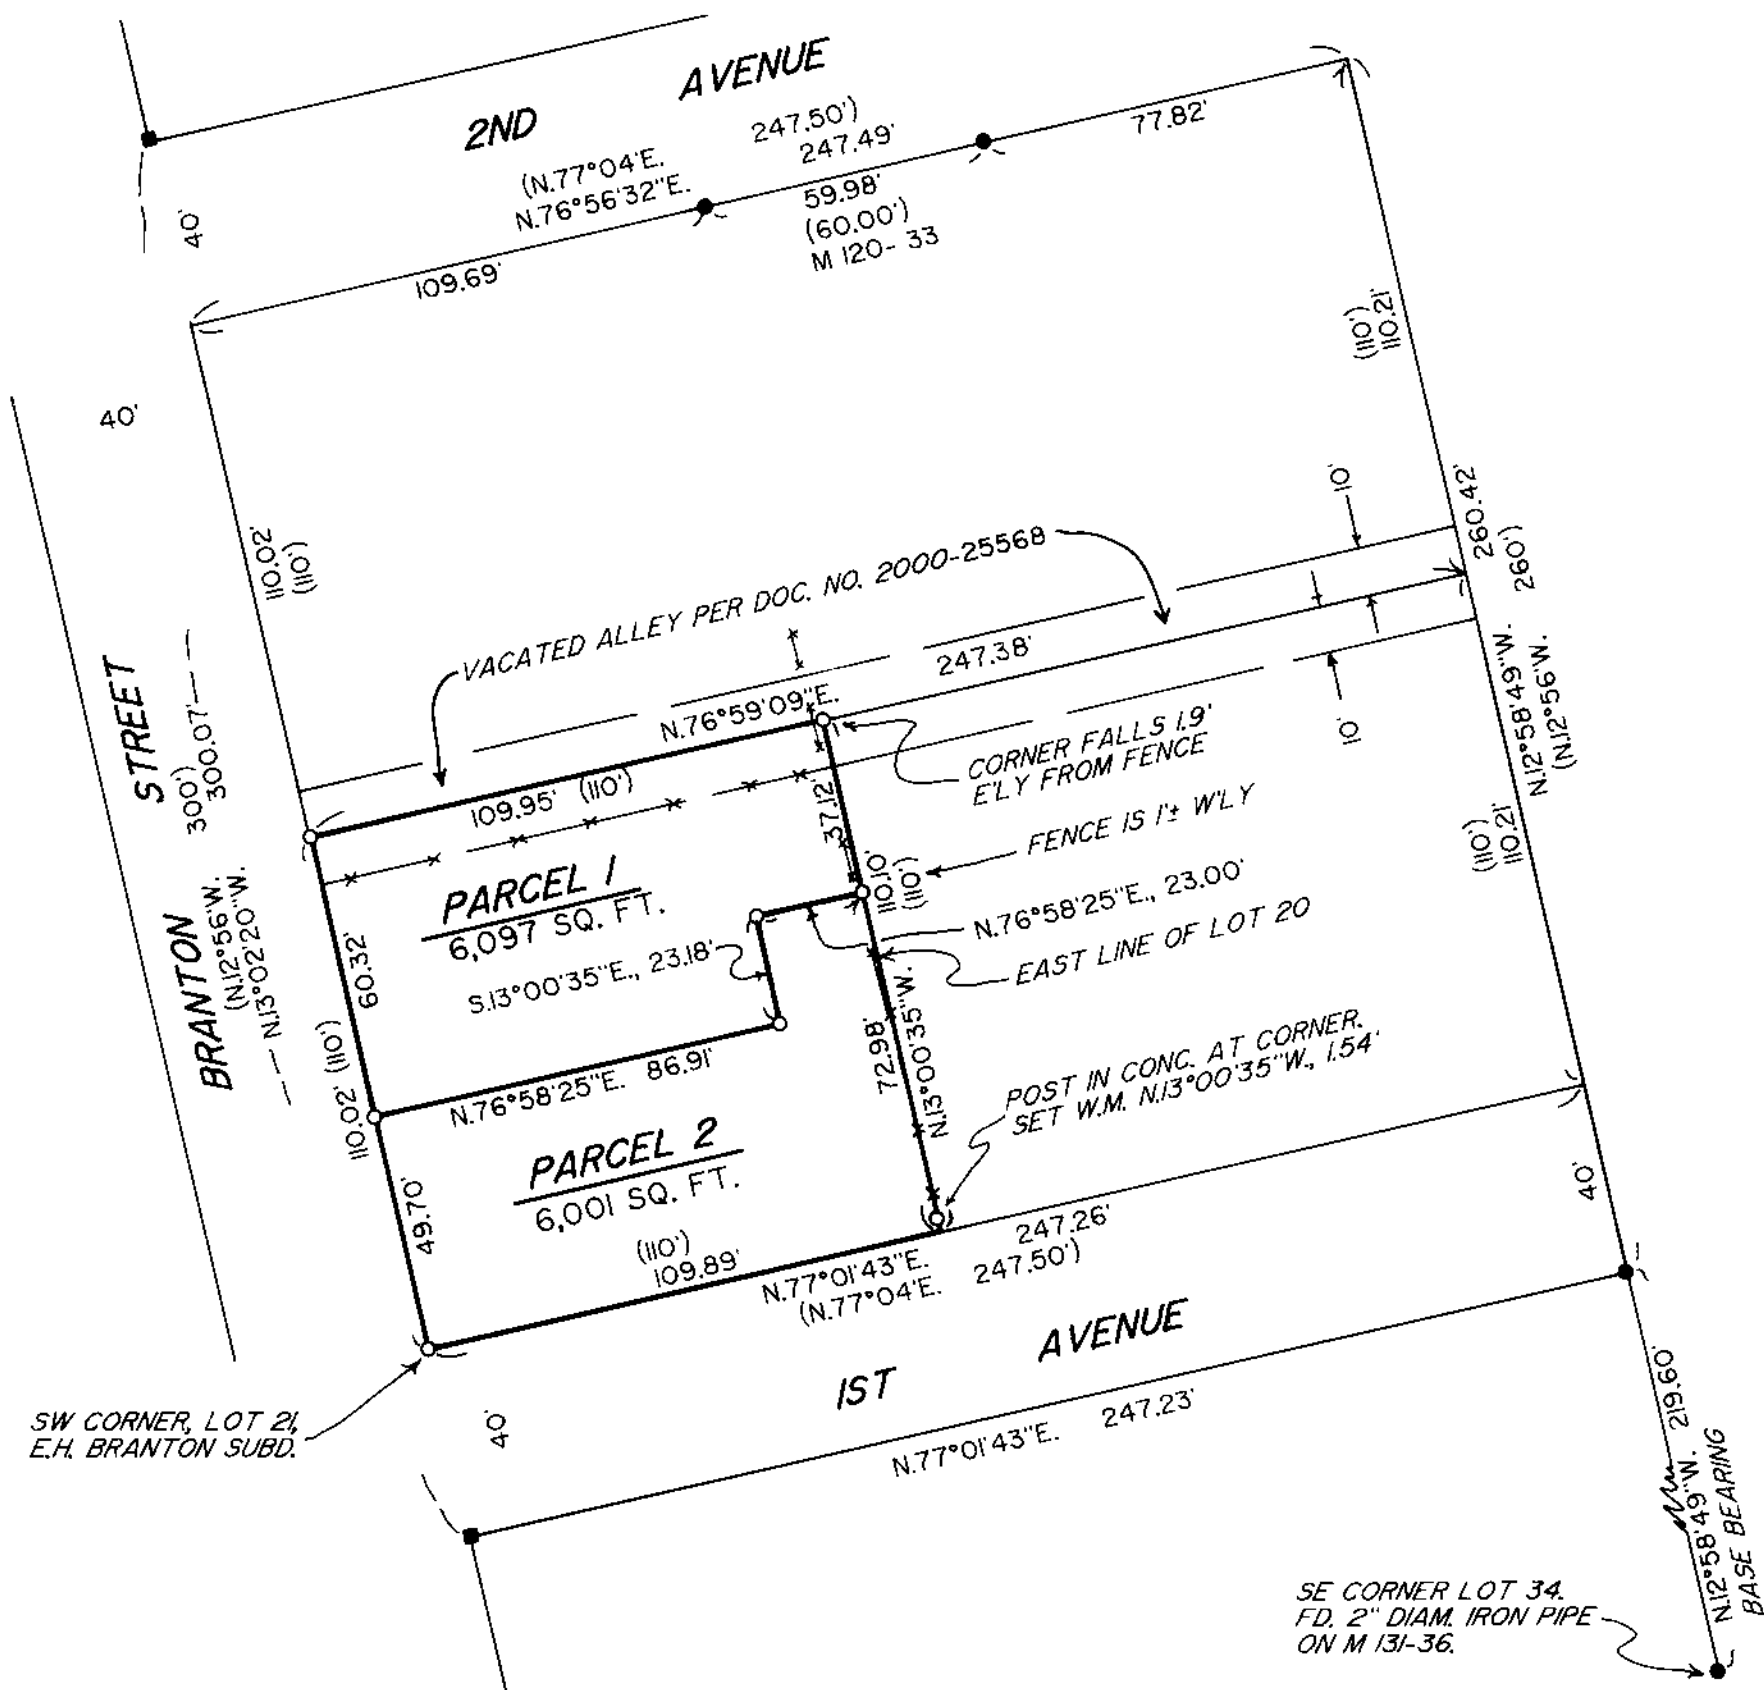 2ND AVENUE
(N.77°04'E. 247.50')
N.76°56'32"E. 247.49'
77.82'
59.98'
(60.00')
M 120-33
109.69'
40'
40'
(110')
110.21'
110.02'
(110')
10'
260.42'
260')
VACATED ALLEY PER DOC. NO. 2000-25568
247.38'
N.76°59'09"E.
N.12°58'49"W.
(N.12°56'W.
10'
BRANTON STREET
(N.12°56'W. 300')
N.13°02'20"W. 300.07'
CORNER FALLS 1.9'
E'LY FROM FENCE
109.95' (110')
37.12'
FENCE IS 1'± W'LY
(110')
110.21'
110.10'
(110')
PARCEL 1
6,097 SQ. FT.
N.76°58'25"E., 23.00'
EAST LINE OF LOT 20
S.13°00'35"E., 23.18'
60.32'
110.02' (110')
72.98'
N.13°00'35"W.
N.76°58'25"E. 86.91'
POST IN CONC. AT CORNER.
SET W.M. N.13°00'35"W., 1.54'
PARCEL 2
6,001 SQ. FT.
49.70'
(110')
109.89'
N.77°01'43"E. 247.26'
(N.77°04'E. 247.50')
40'
1ST AVENUE
SW CORNER, LOT 21,
E.H. BRANTON SUBD.
40'
N.77°01'43"E. 247.23'
N.12°58'49"W. 219.60'
BASE BEARING
SE CORNER LOT 34.
FD. 2" DIAM. IRON PIPE
ON M 131-36.